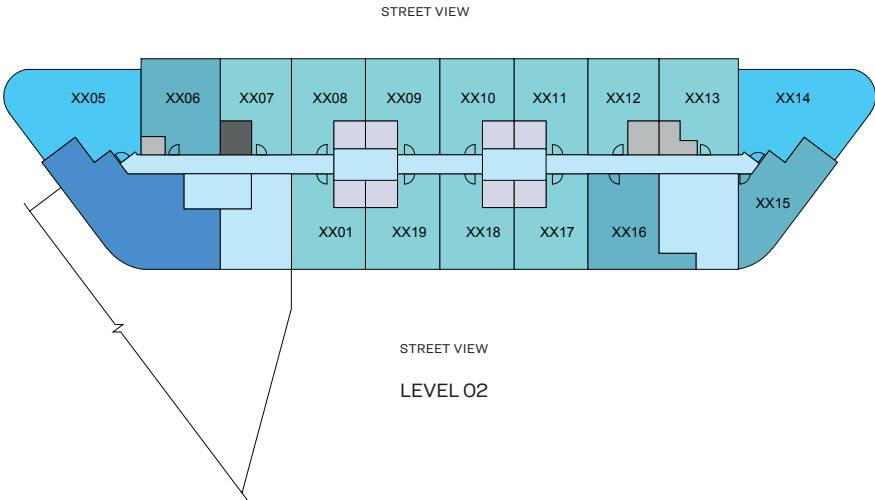 STREET VIEW
XX05
XX06
XX07
XX08
XX09
XX10
XX11
XX12
XX13
XX14
XX15
XX01
XX19
XX18
XX17
XX16
STREET VIEW
LEVEL 02